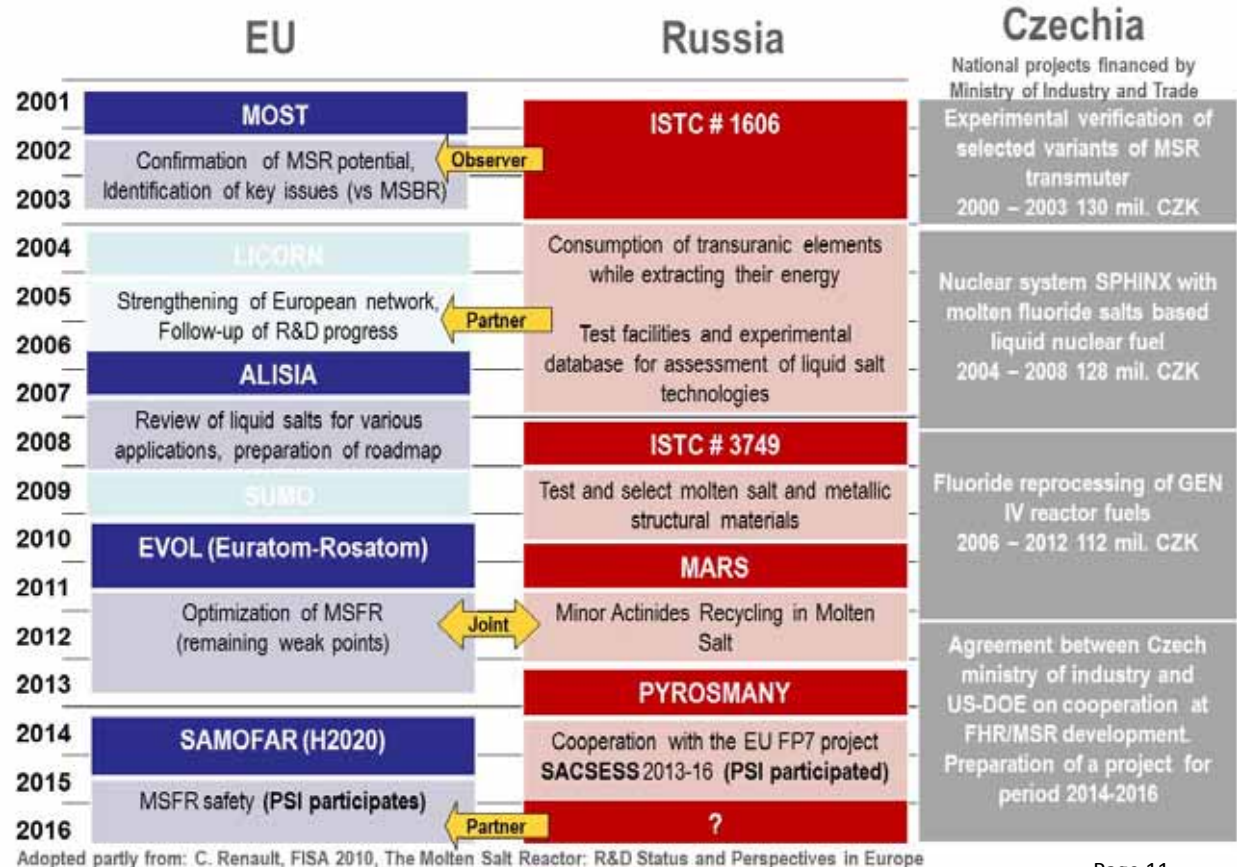 EU
Russia
Czechia
National projects financed by
Ministry of Industry and Trade
2001
2002
2003
2004
2005
2006
2007
2008
2009
2010
2011
2012
2013
2014
2015
2016
MOST
Confirmation of MSR potential,
Identification of key issues (vs MSBR)
LICORN
Strengthening of European network,
Follow-up of R&D progress
ALISIA
Review of liquid salts for various
applications, preparation of roadmap
SUMO
EVOL (Euratom-Rosatom)
Optimization of MSFR
(remaining weak points)
SAMOFAR (H2020)
MSFR safety (PSI participates)
Observer
Partner
Joint
Partner
ISTC # 1606
Consumption of transuranic elements
while extracting their energy
Test facilities and experimental
database for assessment of liquid salt
technologies
ISTC # 3749
Test and select molten salt and metallic
structural materials
MARS
Minor Actinides Recycling in Molten
Salt
PYROSMANY
Cooperation with the EU FP7 project
SACSESS 2013-16 (PSI participated)
?
Experimental verification of
selected variants of MSR
transmuter
2000 – 2003 130 mil. CZK
Nuclear system SPHINX with
molten fluoride salts based
liquid nuclear fuel
2004 – 2008 128 mil. CZK
Fluoride reprocessing of GEN
IV reactor fuels
2006 – 2012 112 mil. CZK
Agreement between Czech
ministry of industry and
US-DOE on cooperation at
FHR/MSR development.
Preparation of a project for
period 2014-2016
Adopted partly from: C. Renault, FISA 2010, The Molten Salt Reactor: R&D Status and Perspectives in Europe